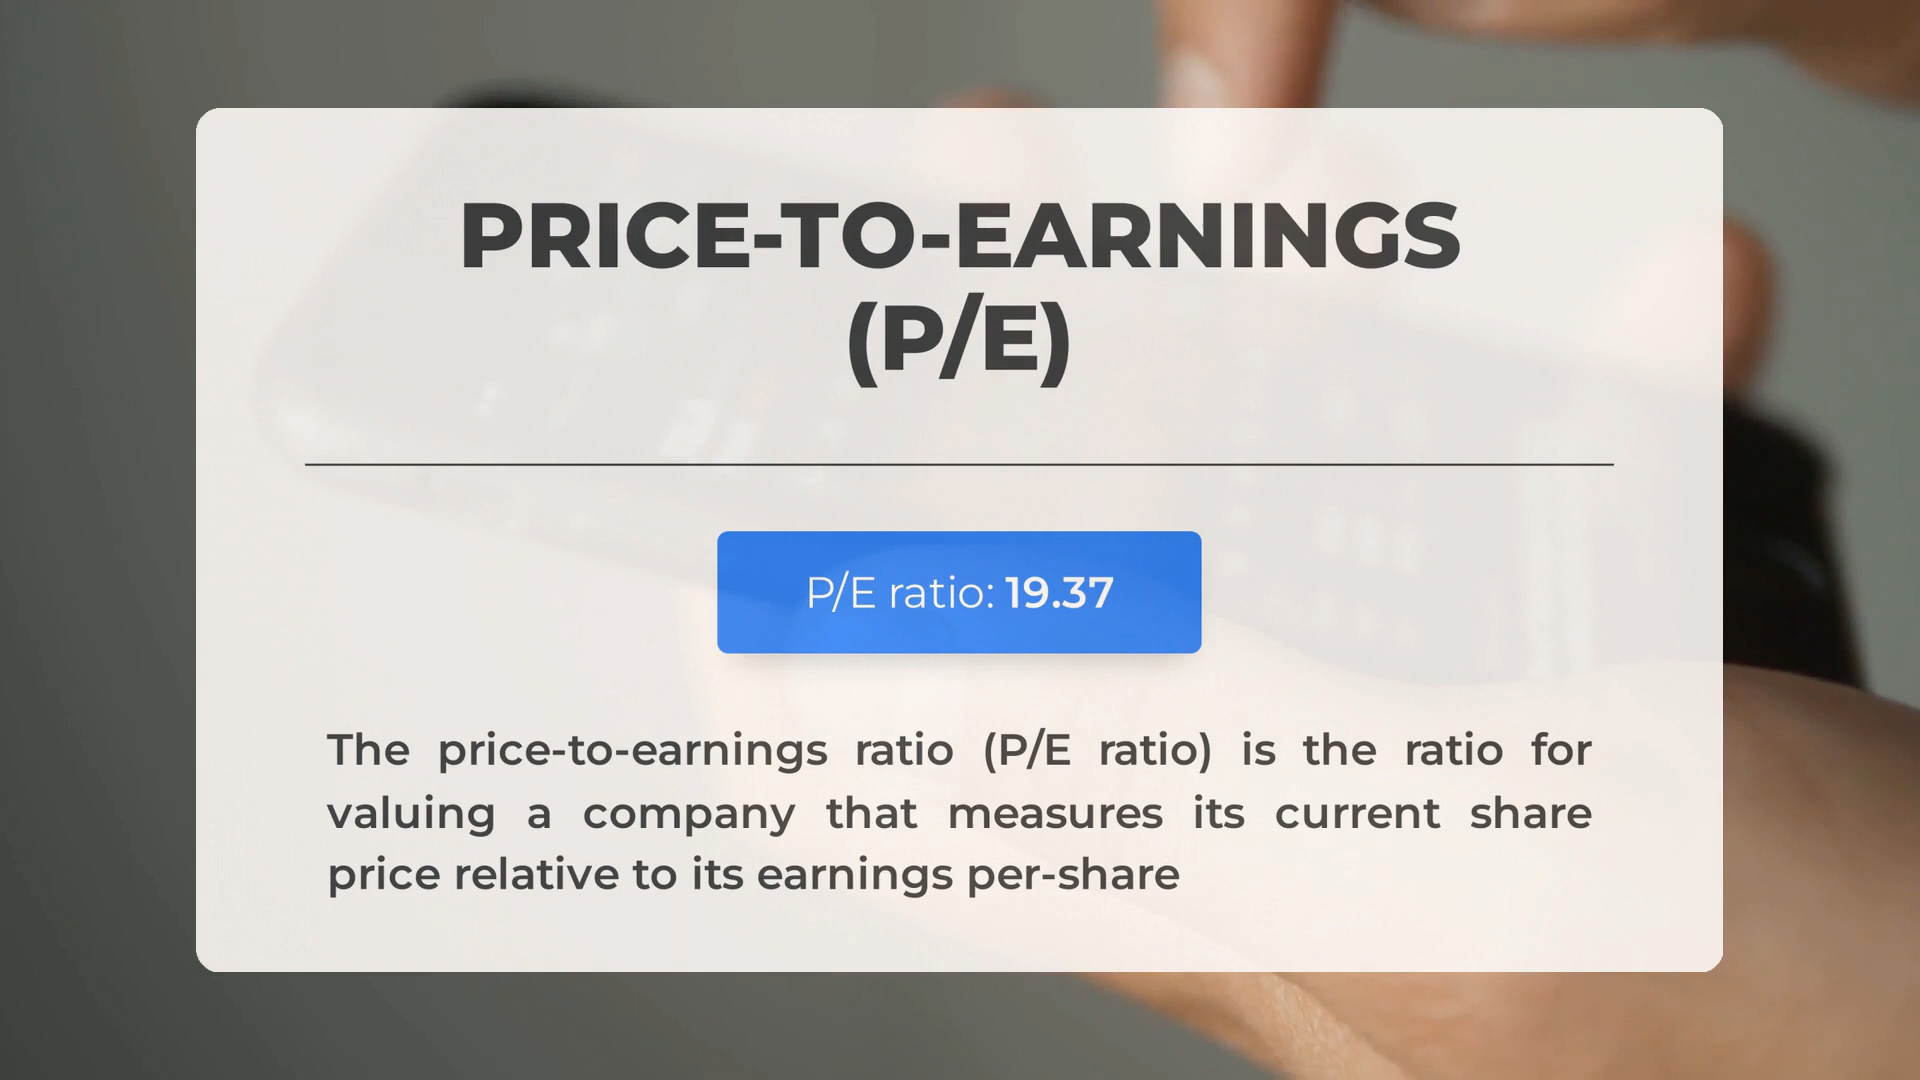 PRICE-TO-EARNINGS
(P/E)
P/E ratio: 19.37
The price-to-earnings ratio (P/E ratio) is the ratio for
valuing a company that measures its current share
price relative to its earnings per-share